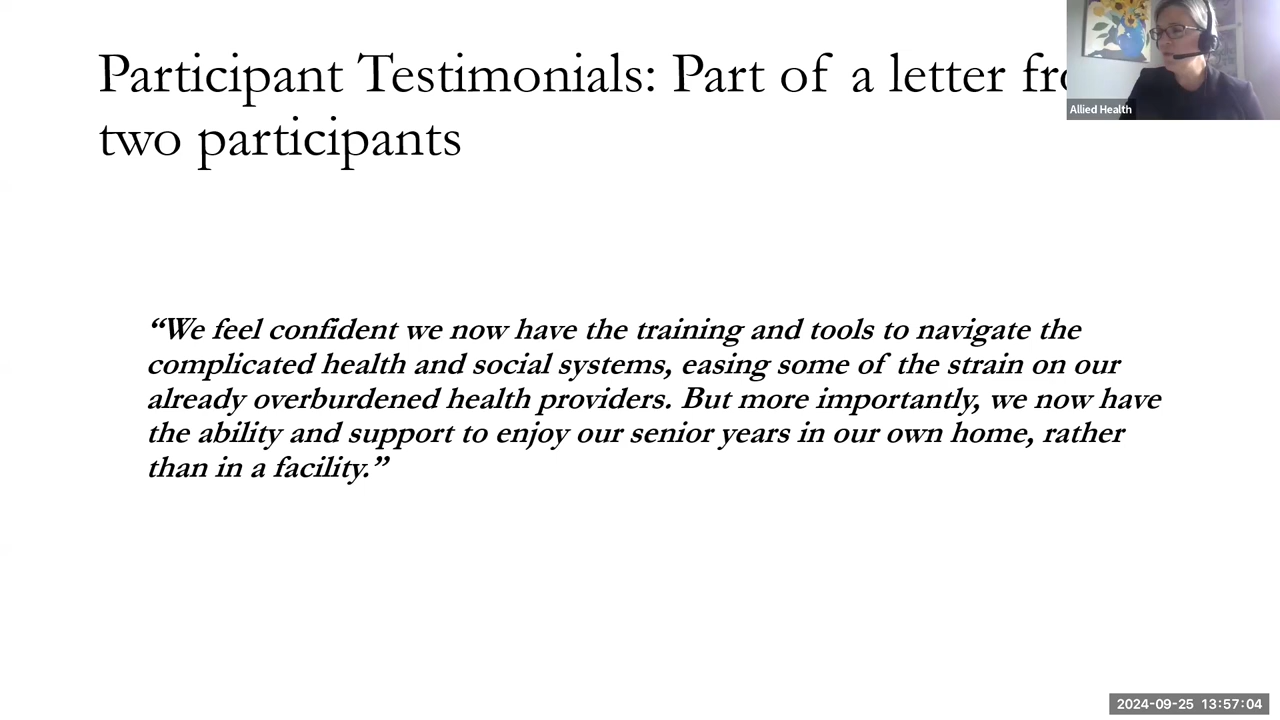 Participant Testimonials: Part of a letter
two participants
Allied Health
“We feel confident we now have the training and tools to navigate the
complicated health and social systems, easing some of the strain on our
already overburdened health providers. But more importantly, we now have
the ability and support to enjoy our senior years in our own home, rather
than in a facility.”
2024-09-25 13:57:04